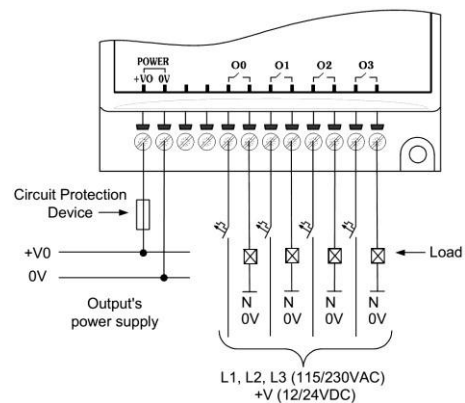 POWER
+VO 0V
O0 O1 O2 O3
Circuit Protection
Device
+V0
0V
Output's
power supply
Load
N N N N
0V 0V 0V 0V
L1, L2, L3 (115/230VAC)
+V (12/24VDC)